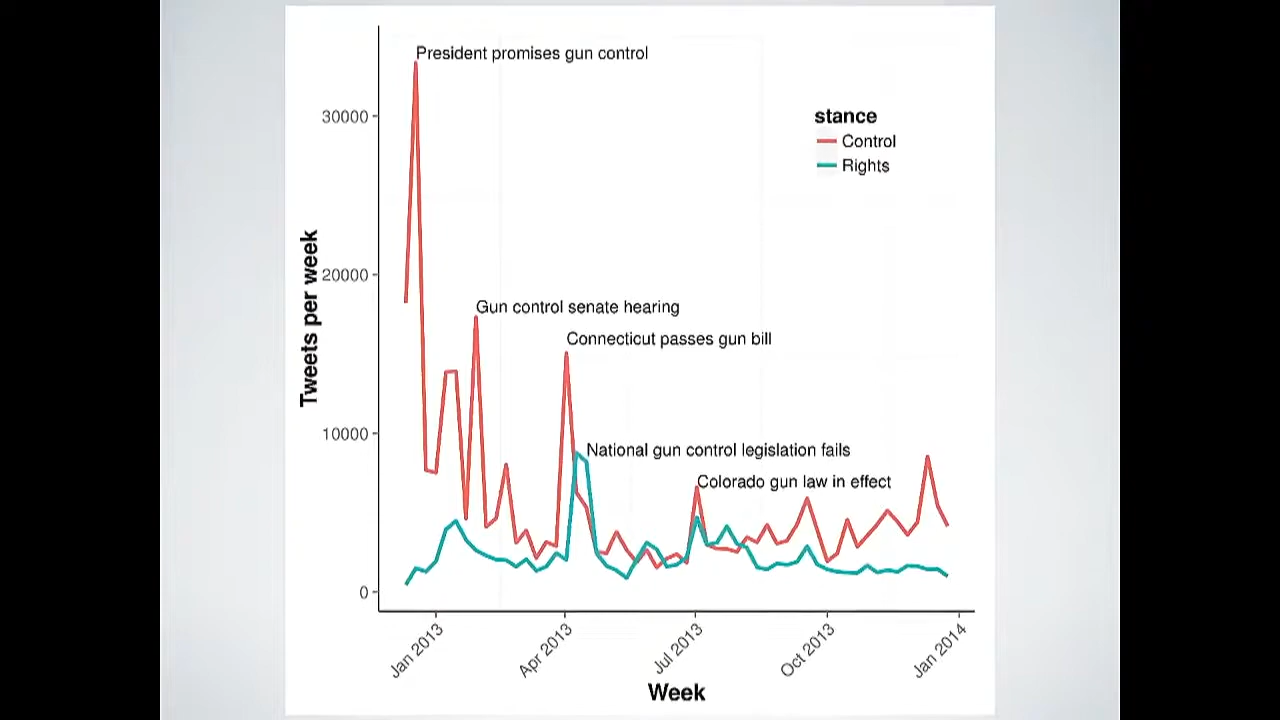 President promises gun control
30000
stance
Control
Rights
Tweets per week
20000
Gun control senate hearing
Connecticut passes gun bill
10000
National gun control legislation fails
Colorado gun law in effect
0
Jan 2013
Apr 2013
Jul 2013
Oct 2013
Jan 2014
Week